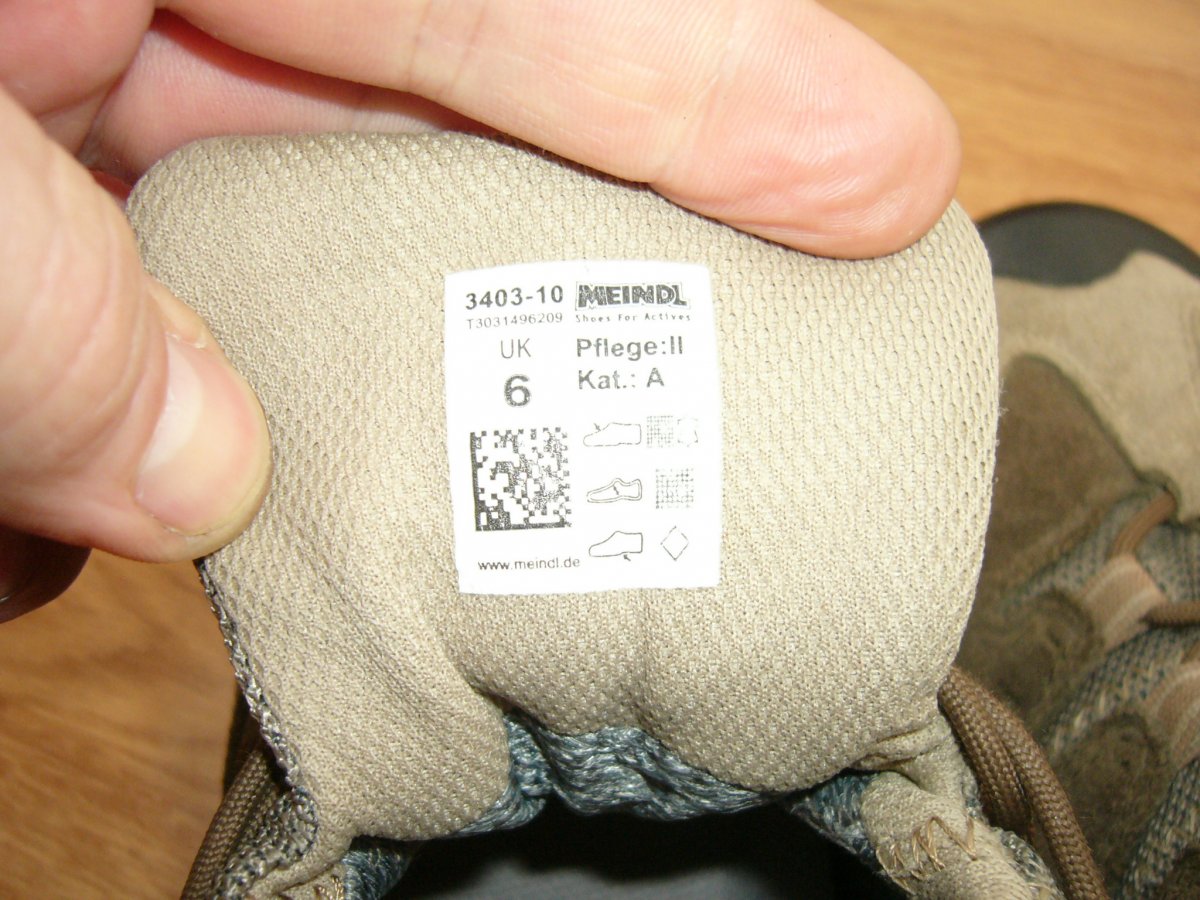 3403-10 MEINDL
T3031496209 Shoes For Actives
UK Pflege:II
6 Kat.: A
www.meindl.de